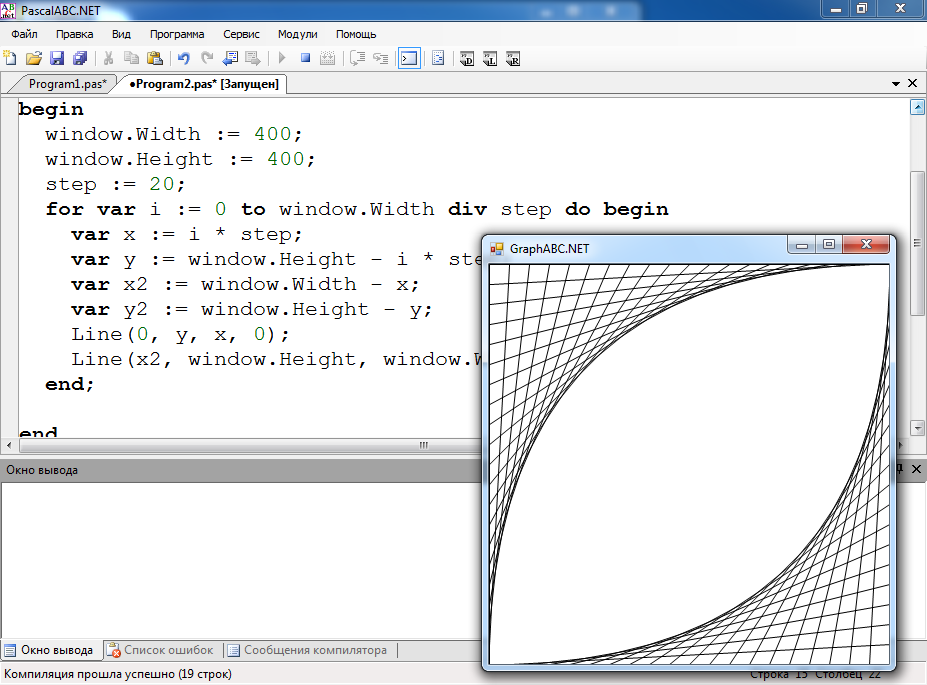 PascalABC.NET
Файл Правка Вид Программа Сервис Модули Помощь
Program1.pas* •Program2.pas* [Запущен]
begin
window.Width := 400;
window.Height := 400;
step := 20;
for var i := 0 to window.Width div step do begin
var x := i * step;
var y := window.Height - i * ste
var x2 := window.Width - x;
var y2 := window.Height - y;
Line(0, y, x, 0);
Line(x2, window.Height, window.W
end;
end
GraphABC.NET
Окно вывода
Окно вывода Список ошибок Сообщения компилятора
Компиляция прошла успешно (19 строк) Строка 15 Столбец 22